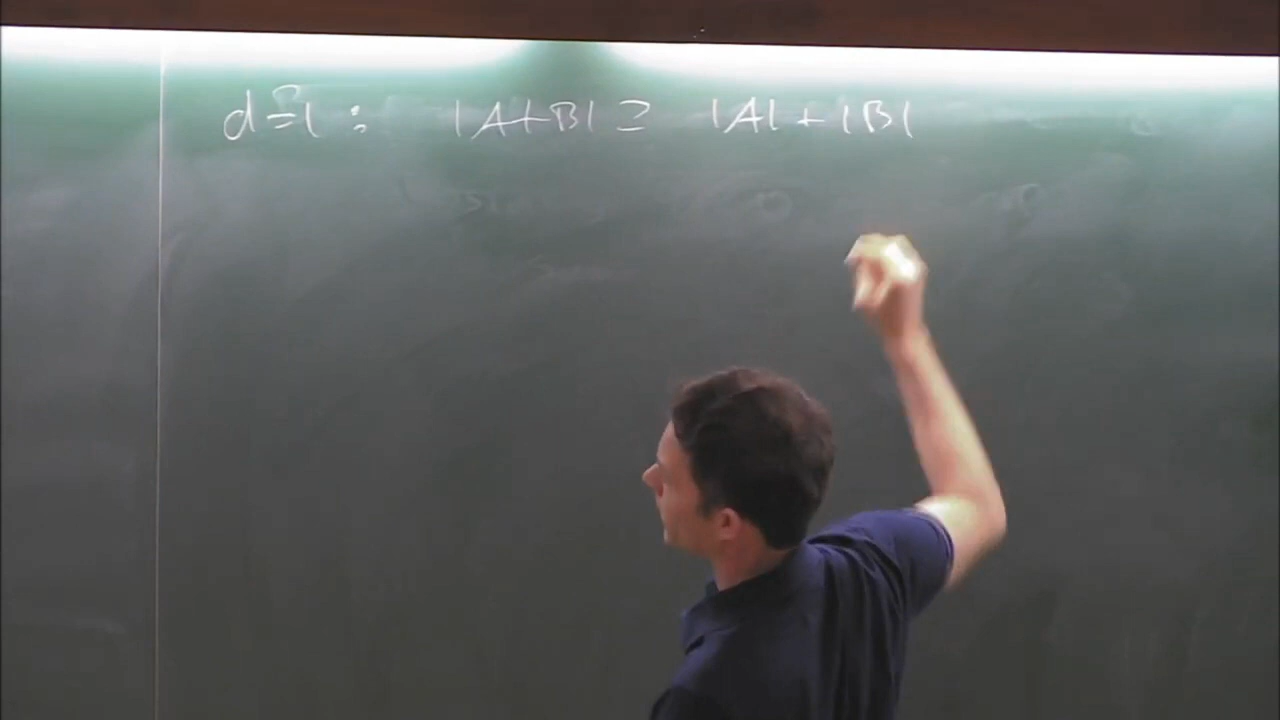 d=1 : |A+B| ≥ |A| + |B|